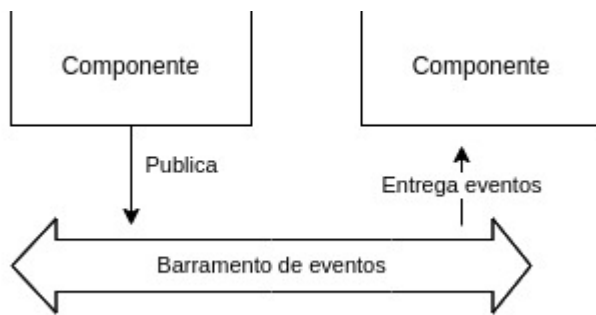 Componente
Componente
Publica
Entrega eventos
Barramento de eventos